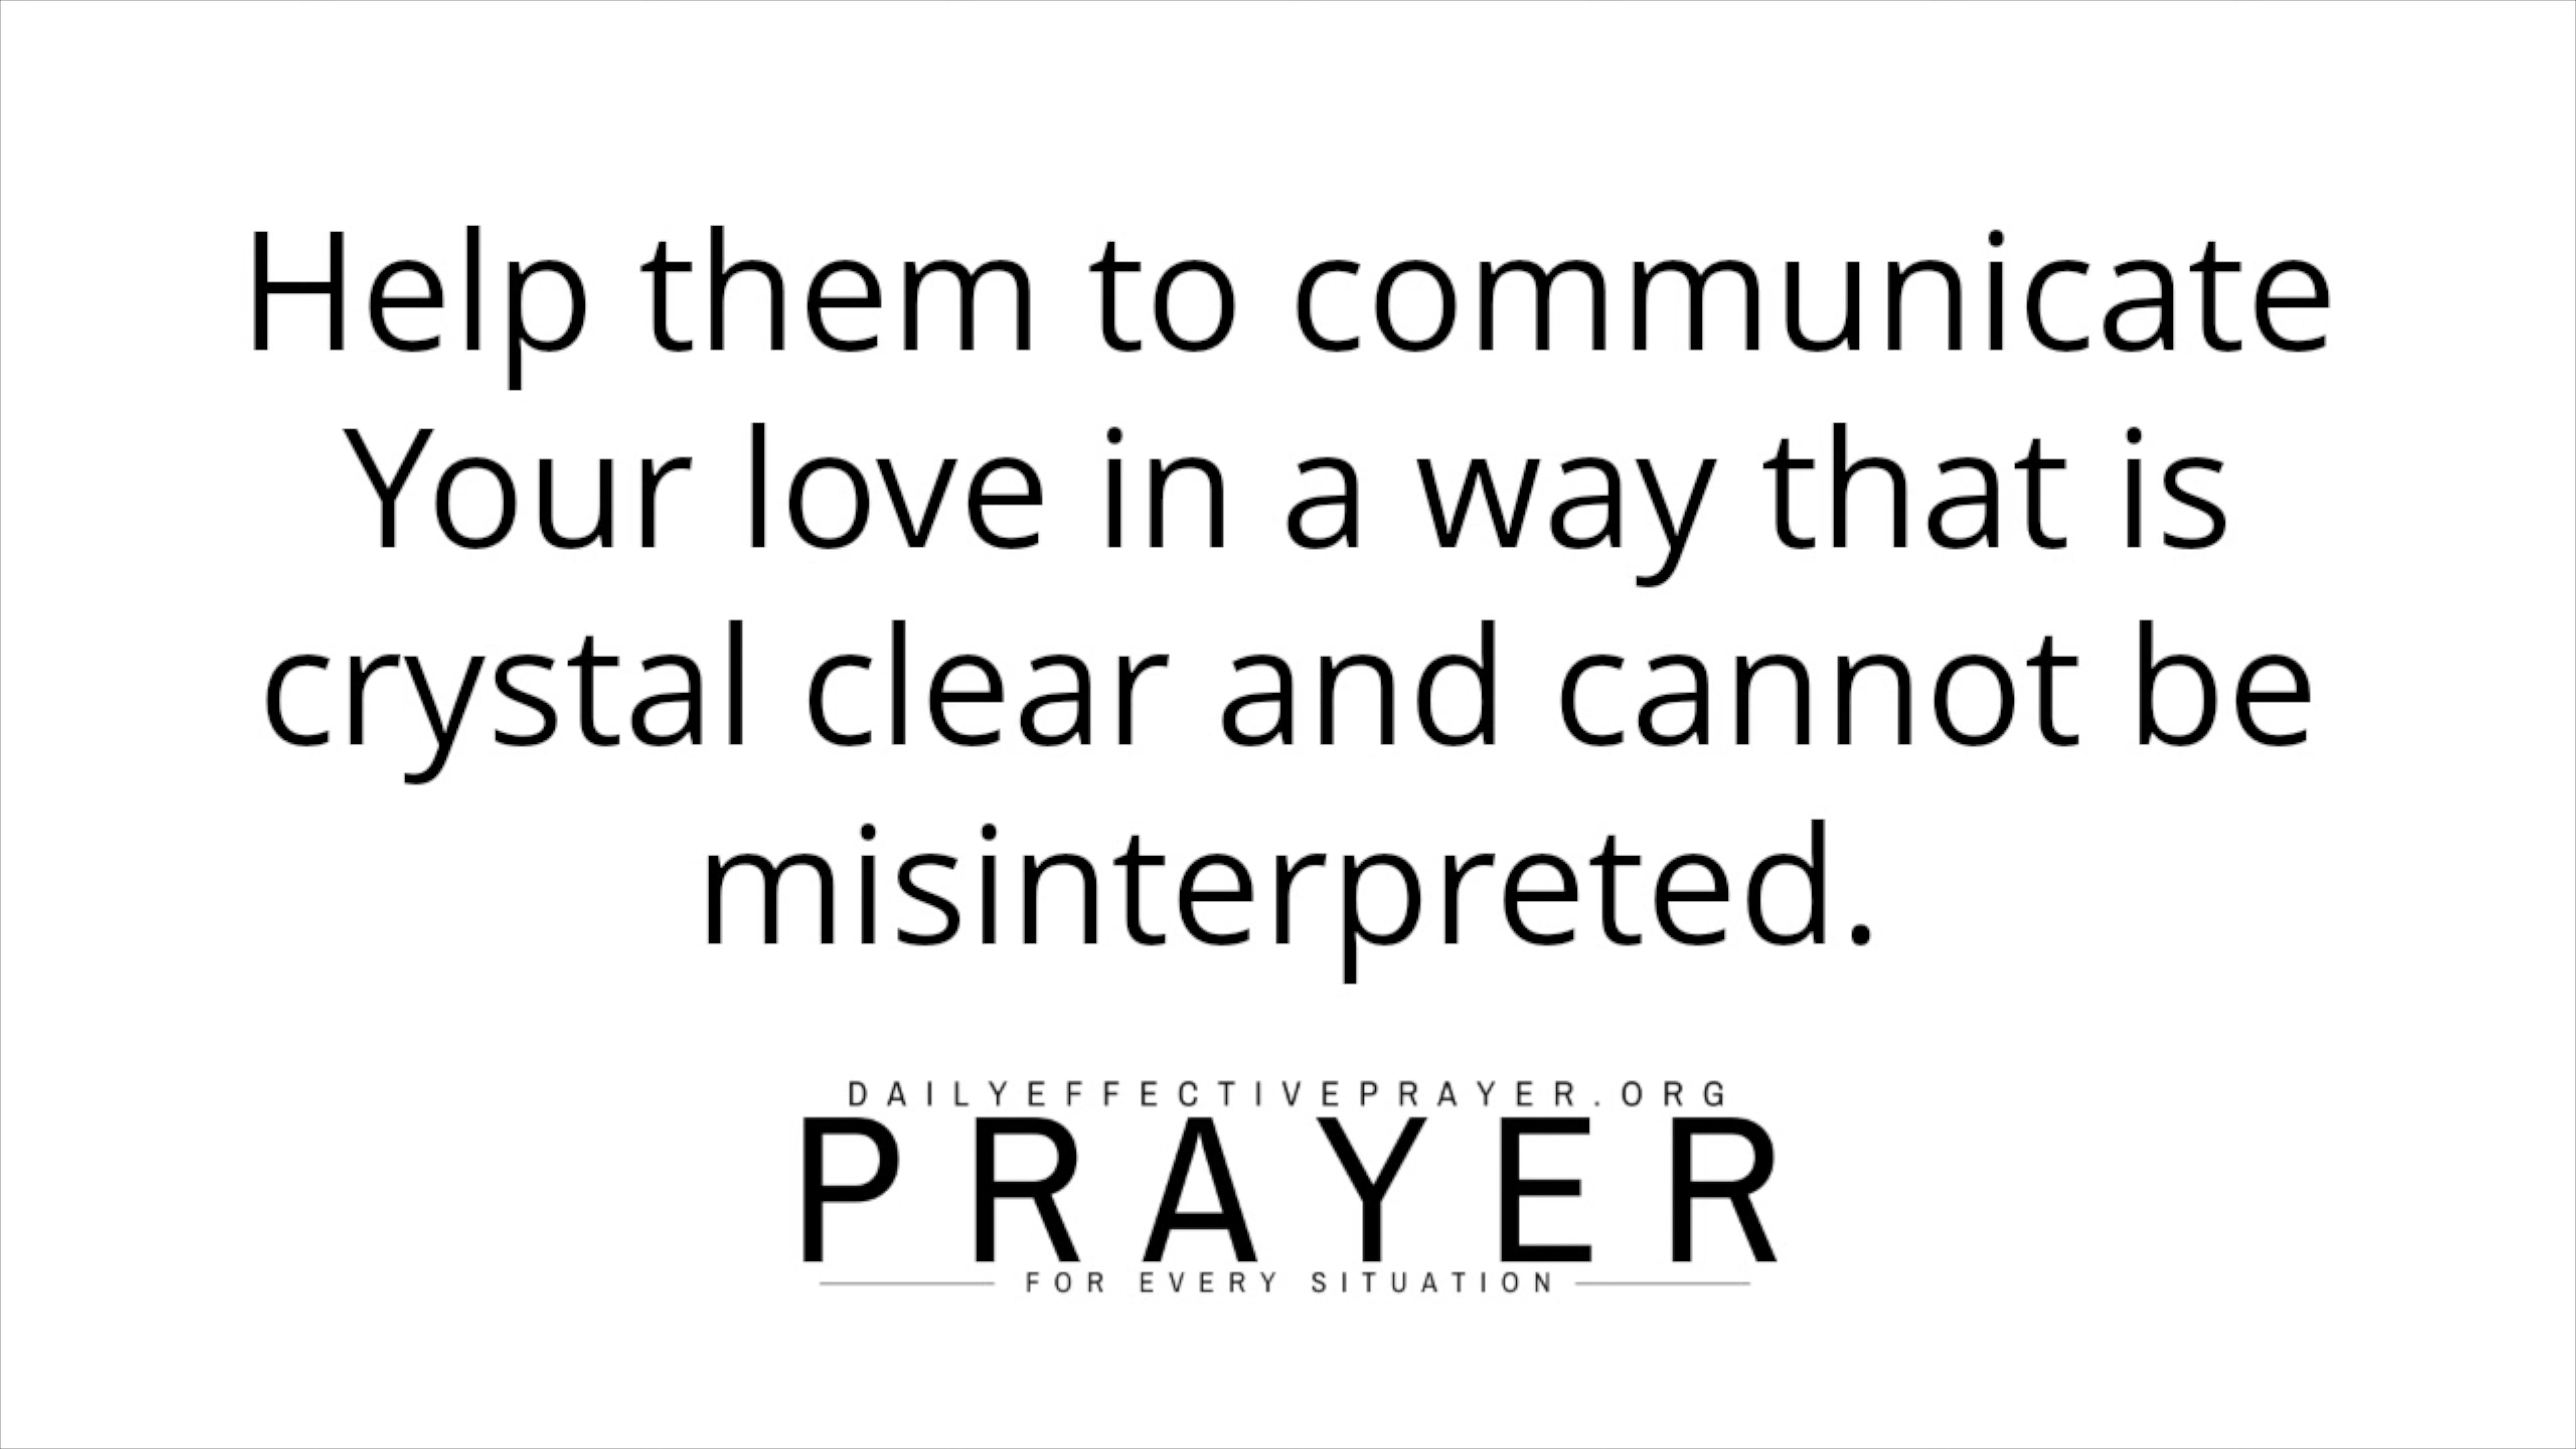 Help them to communicate
Your love in a way that is
crystal clear and cannot be
misinterpreted.
DAILYEFFECTIVEPRAYER.ORG
PRAYER
FOR EVERY SITUATION